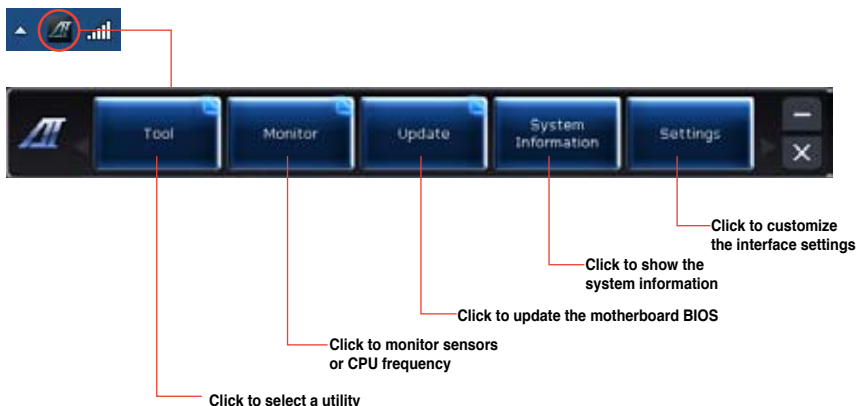 Tool
Monitor
Update
System
Information
Settings
Click to customize
the interface settings
Click to show the
system information
Click to update the motherboard BIOS
Click to monitor sensors
or CPU frequency
Click to select a utility